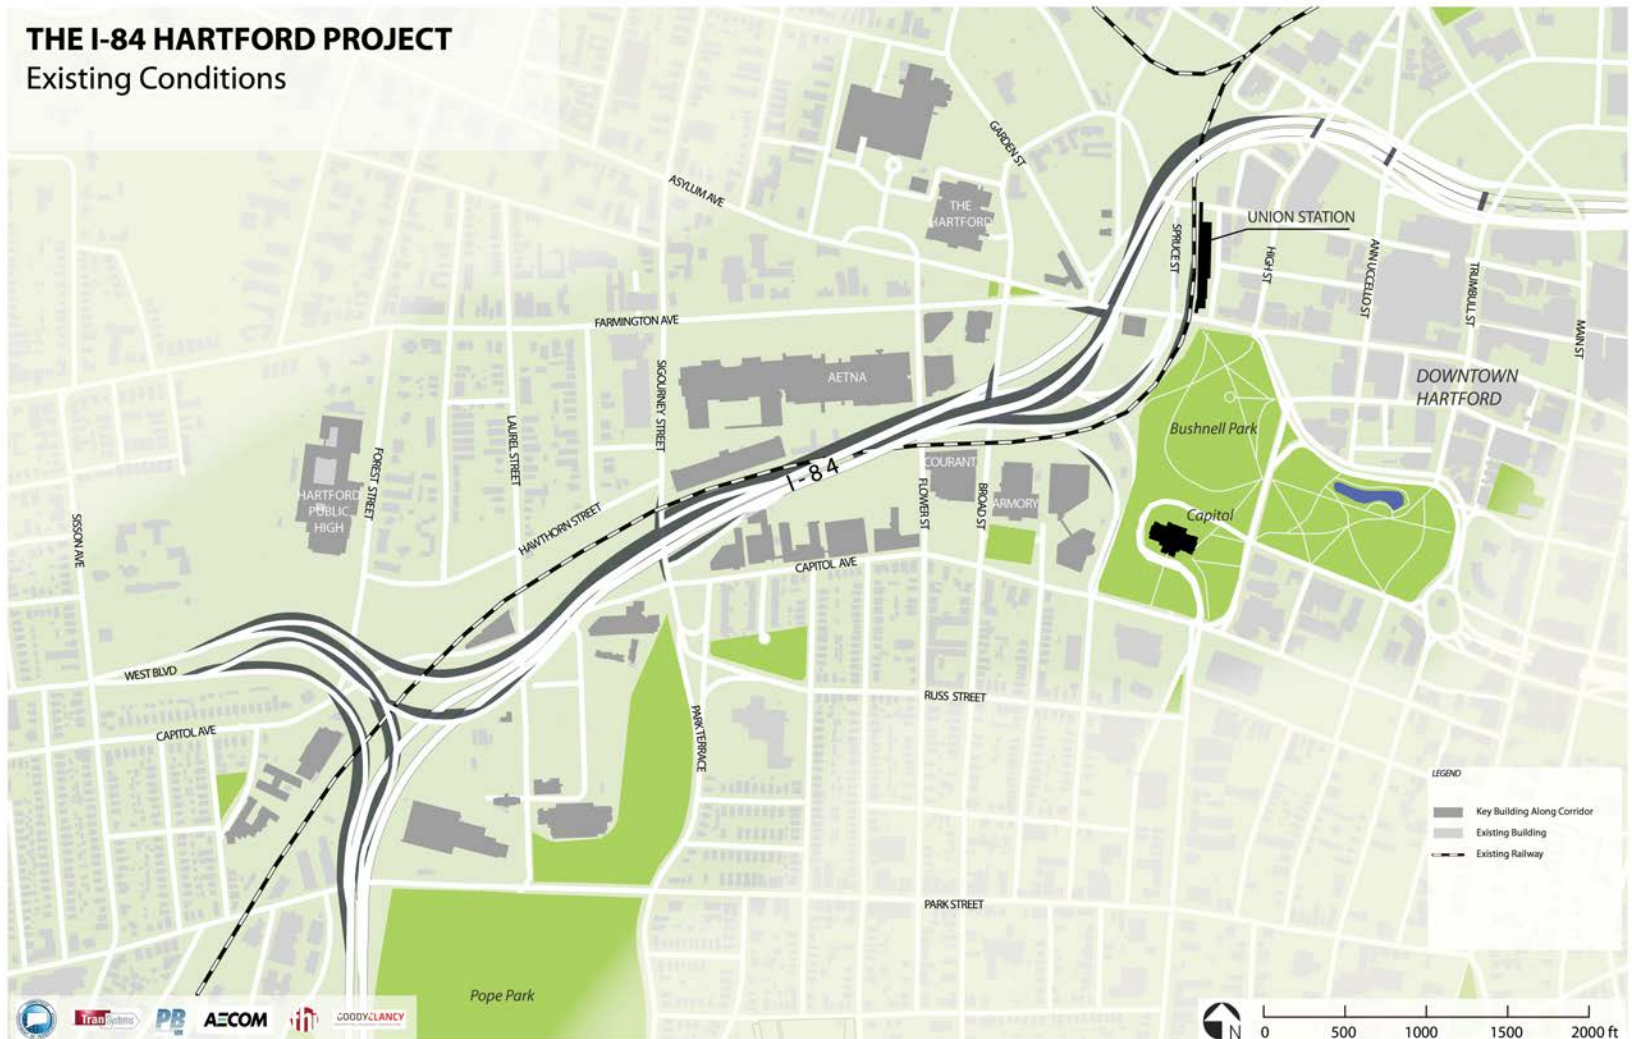 THE I-84 HARTFORD PROJECT
Existing Conditions
GARDEN ST
ASYLUM AVE
THE
HARTFORD
UNION STATION
SPRUCE ST
HIGH ST
ANN UCCELLO ST
TRUMBULL ST
MAIN ST
FARMINGTON AVE
SIGOURNEY STREET
AETNA
DOWNTOWN
HARTFORD
Bushnell Park
LAUREL STREET
FOREST STREET
I-84
COURANT
HARTFORD
PUBLIC
HIGH
FLOWER ST
BROAD ST
ARMORY
Capitol
SISSON AVE
HAWTHORN STREET
CAPITOL AVE
WEST BLVD
RUSS STREET
CAPITOL AVE
PARK TERRACE
LEGEND
Key Building Along Corridor
Existing Building
Existing Railway
PARK STREET
Pope Park
TranSystems
PB
AECOM
fhi
GOODY CLANCY
N
0 500 1000 1500 2000 ft